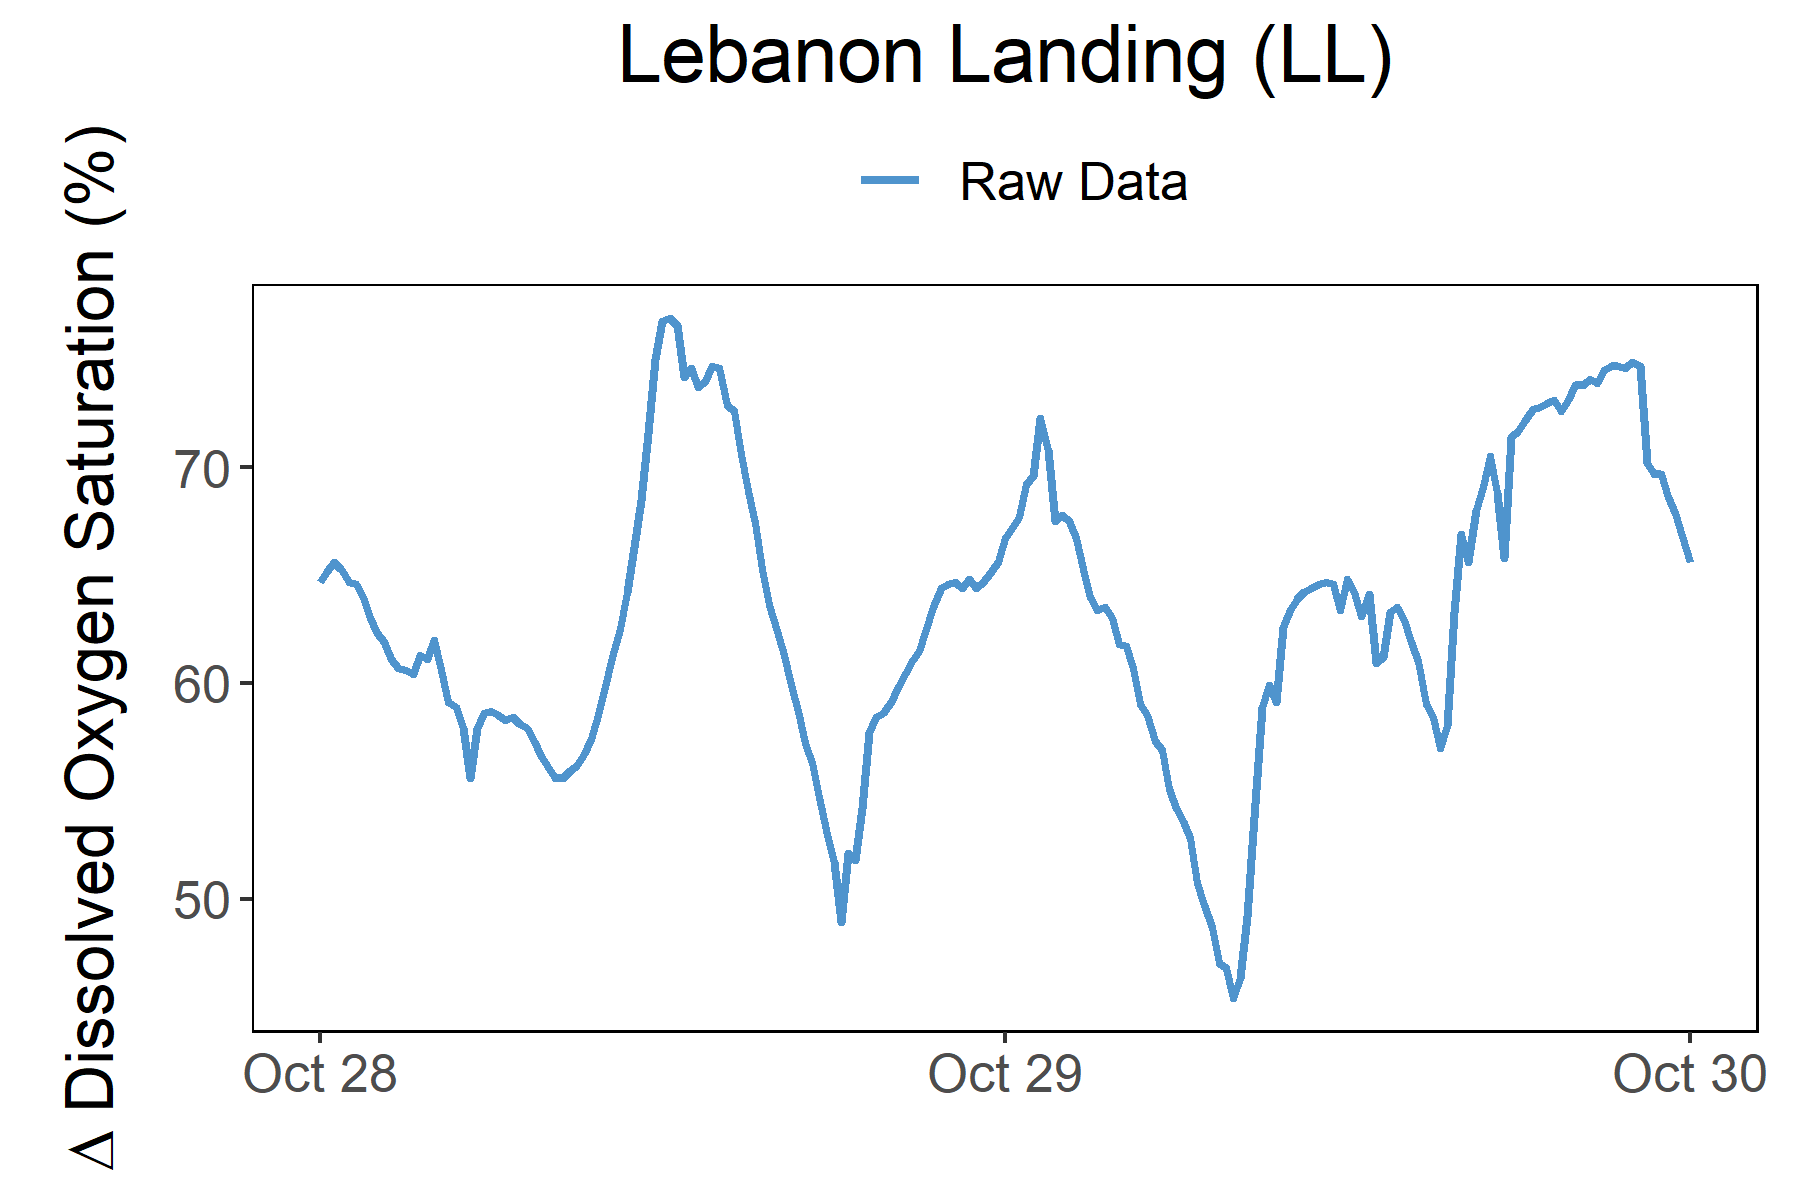 Lebanon Landing (LL)
Raw Data
Δ Dissolved Oxygen Saturation (%)
70
60
50
Oct 28
Oct 29
Oct 30